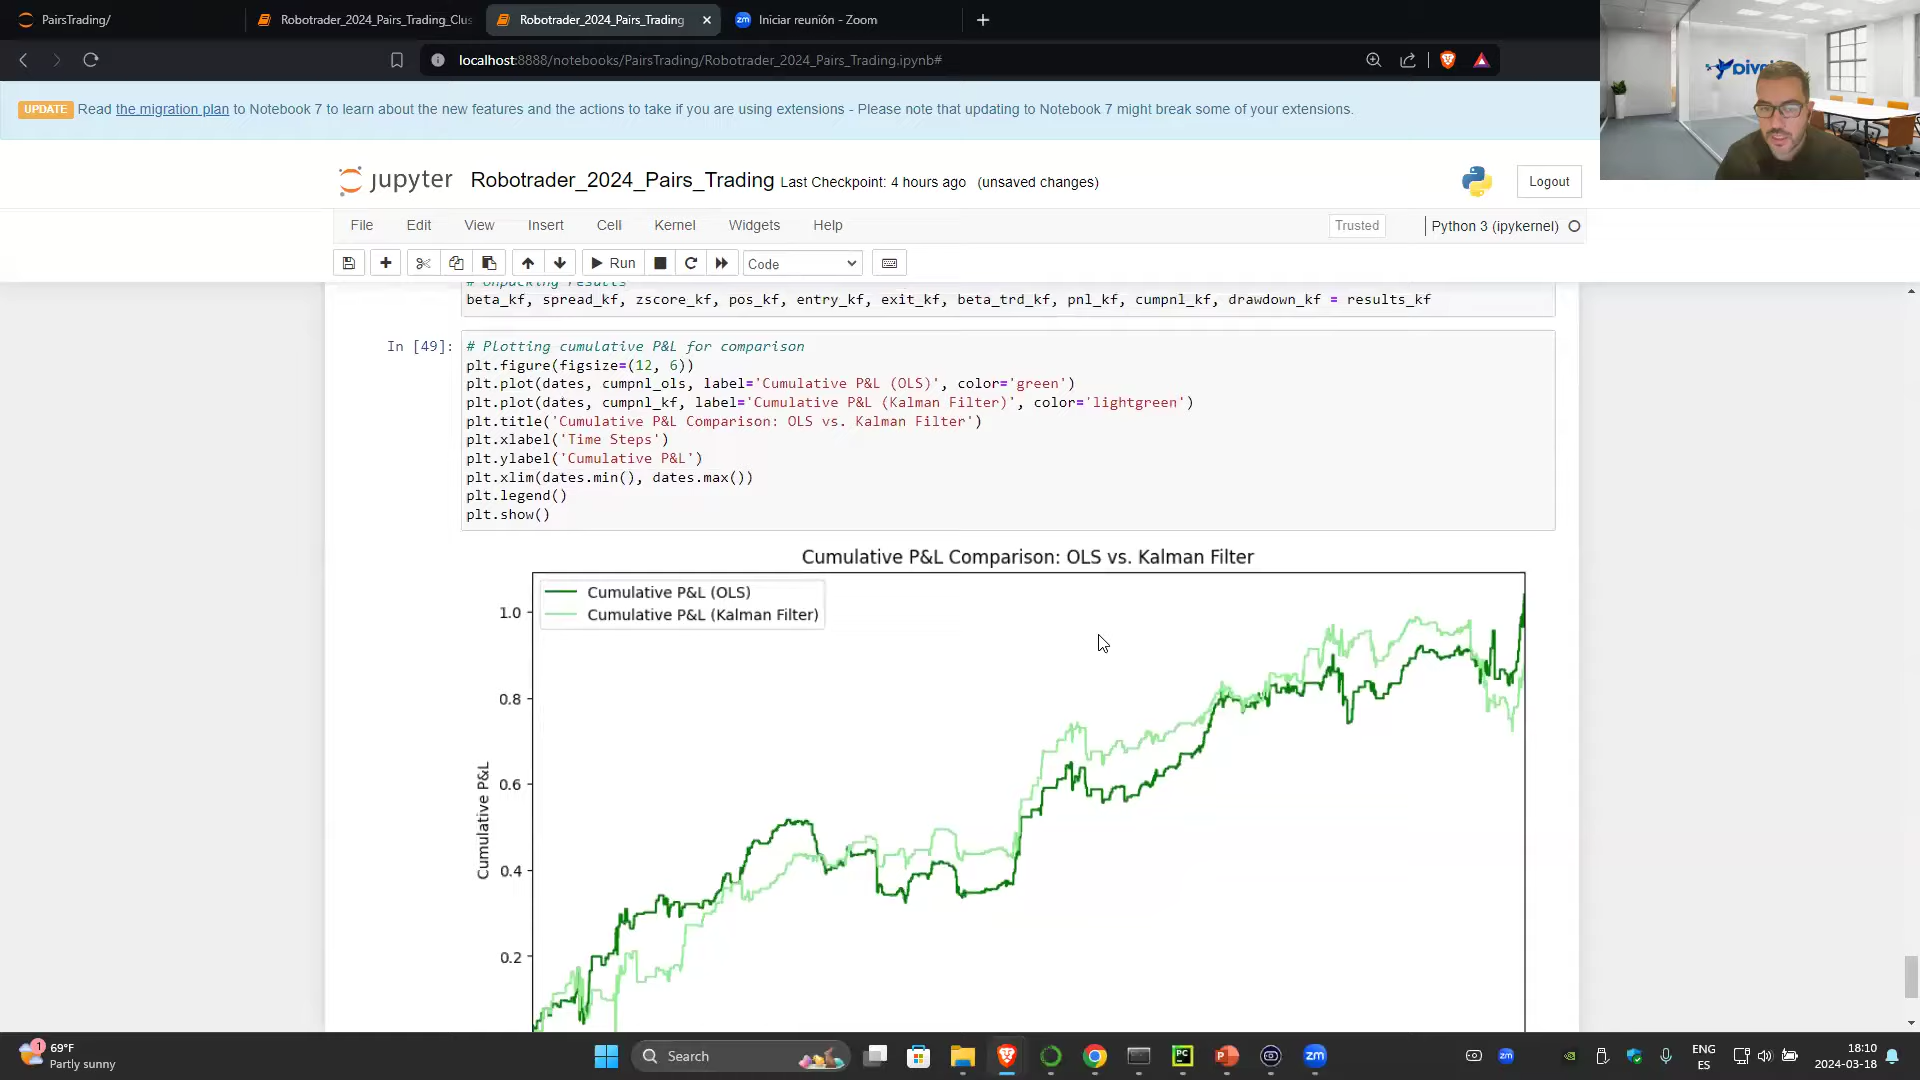 PairsTrading/
Robotrader_2024_Pairs_Trading_Clus
Robotrader_2024_Pairs_Trading
Iniciar reunión - Zoom
localhost:8888/notebooks/PairsTrading/Robotrader_2024_Pairs_Trading.ipynb#
UPDATE Read the migration plan to Notebook 7 to learn about the new features and the actions to take if you are using extensions - Please note that updating to Notebook 7 might break some of your extensions.
jupyter Robotrader_2024_Pairs_Trading Last Checkpoint: 4 hours ago (unsaved changes)
Logout
File Edit View Insert Cell Kernel Widgets Help
Trusted
Python 3 (ipykernel)
Run
Code
# Unpacking results
beta_kf, spread_kf, zscore_kf, pos_kf, entry_kf, exit_kf, beta_trd_kf, pnl_kf, cumpnl_kf, drawdown_kf = results_kf
In [49]:
# Plotting cumulative P&L for comparison
plt.figure(figsize=(12, 6))
plt.plot(dates, cumpnl_ols, label='Cumulative P&L (OLS)', color='green')
plt.plot(dates, cumpnl_kf, label='Cumulative P&L (Kalman Filter)', color='lightgreen')
plt.title('Cumulative P&L Comparison: OLS vs. Kalman Filter')
plt.xlabel('Time Steps')
plt.ylabel('Cumulative P&L')
plt.xlim(dates.min(), dates.max())
plt.legend()
plt.show()
Cumulative P&L Comparison: OLS vs. Kalman Filter
Cumulative P&L (OLS)
Cumulative P&L (Kalman Filter)
1.0
0.8
0.6
0.4
0.2
Cumulative P&L
1
69°F
Partly sunny
Search
PC
zm
ENG
ES
18:10
2024-03-18